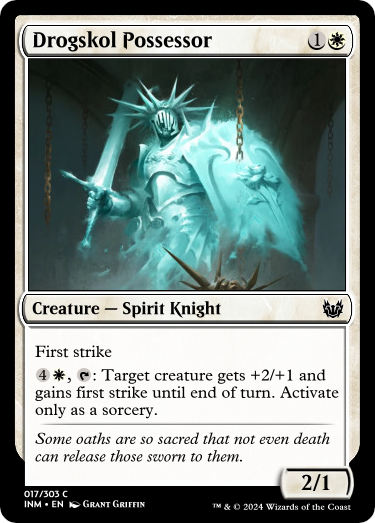 Drogskol Possessor 1
Creature — Spirit Knight
First strike
4, : Target creature gets +2/+1 and
gains first strike until end of turn. Activate
only as a sorcery.
Some oaths are so sacred that not even death
can release those sworn to them.
2/1
017/303 C
INM • EN Grant Griffin ™ & © 2024 Wizards of the Coast